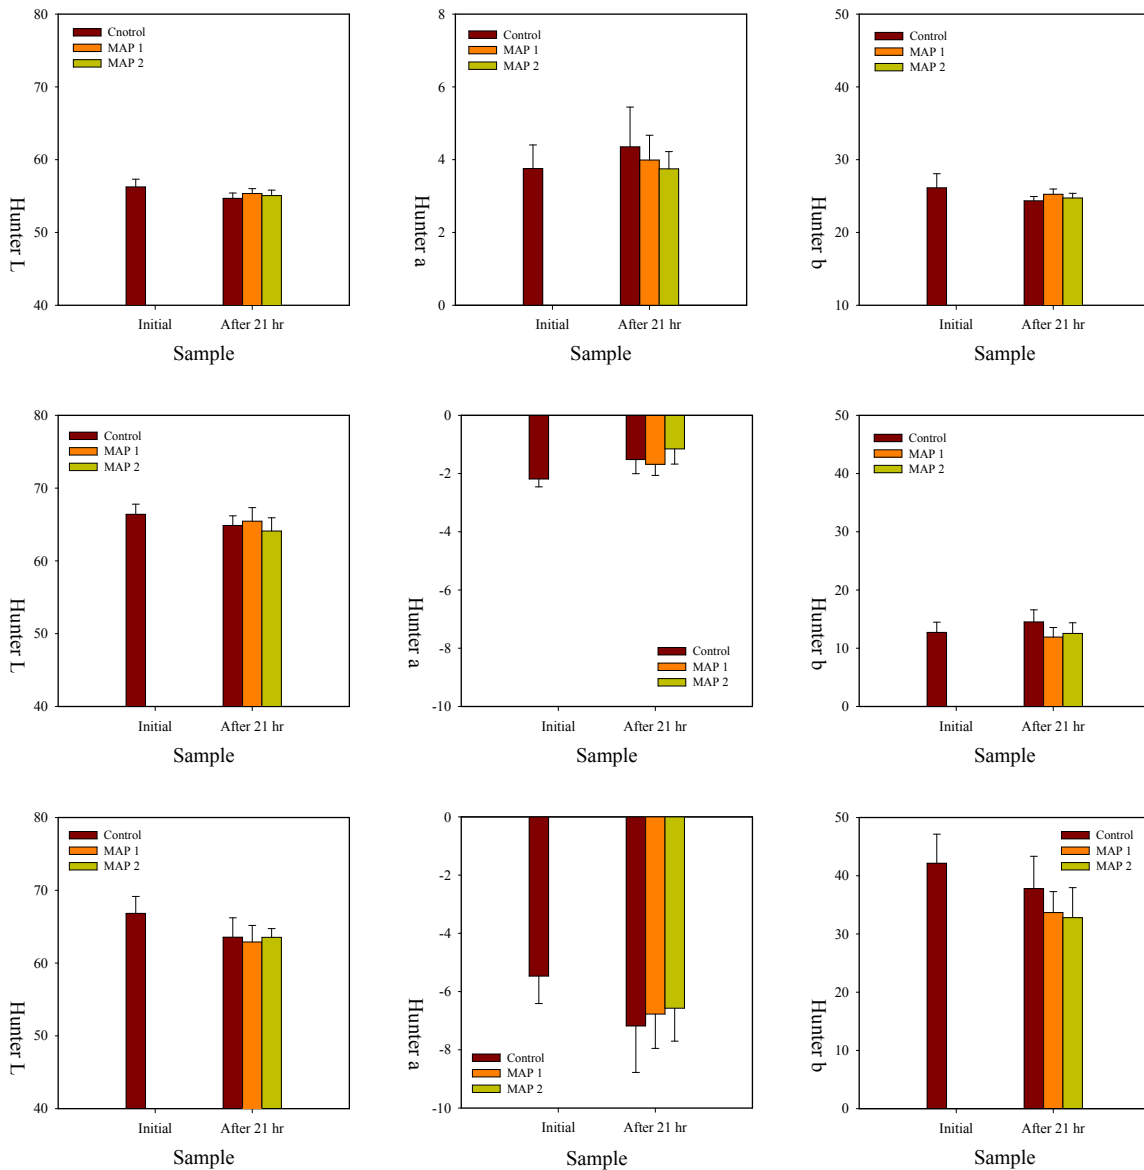 80
70
60
50
40
Hunter L
Cnotrol
MAP 1
MAP 2
Initial
After 21 hr
Sample
8
6
4
2
0
Hunter a
Control
MAP 1
MAP 2
Initial
After 21 hr
Sample
50
40
30
20
10
Hunter b
Control
MAP 1
MAP 2
Initial
After 21 hr
Sample
80
70
60
50
40
Hunter L
Control
MAP 1
MAP 2
Initial
After 21 hr
Sample
0
-2
-4
-6
-8
-10
Hunter a
Control
MAP 1
MAP 2
Initial
After 21 hr
Sample
50
40
30
20
10
0
Hunter b
Control
MAP 1
MAP 2
Initial
After 21 hr
Sample
80
70
60
50
40
Hunter L
Control
MAP 1
MAP 2
Initial
After 21 hr
Sample
0
-2
-4
-6
-8
-10
Hunter a
Control
MAP 1
MAP 2
Initial
After 21 hr
Sample
50
40
30
20
10
0
Hunter b
Control
MAP 1
MAP 2
Initial
After 21 hr
Sample